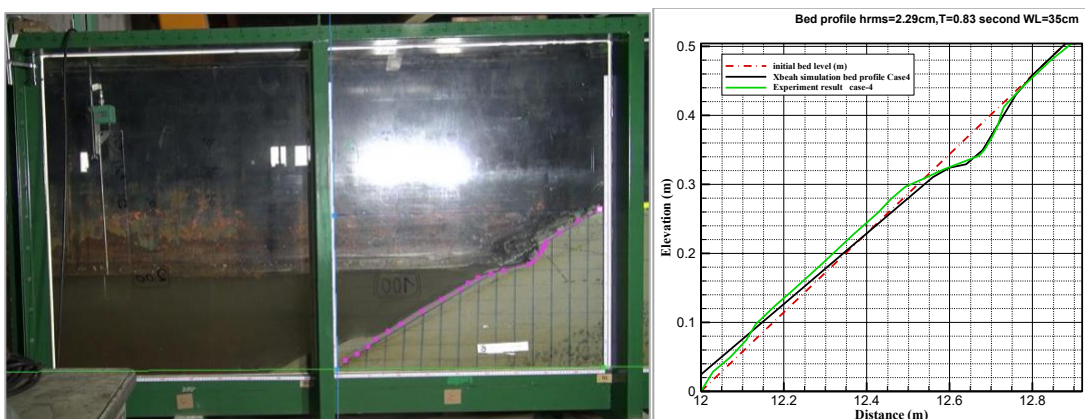 200
100
Bed profile hrms=2.29cm,T=0.83 second WL=35cm
initial bed level (m)
Xbeah simulation bed profile Case4
Experiment result case-4
Elevation (m)
0.5
0.4
0.3
0.2
0.1
0
12
12.2
12.4
12.6
12.8
Distance (m)